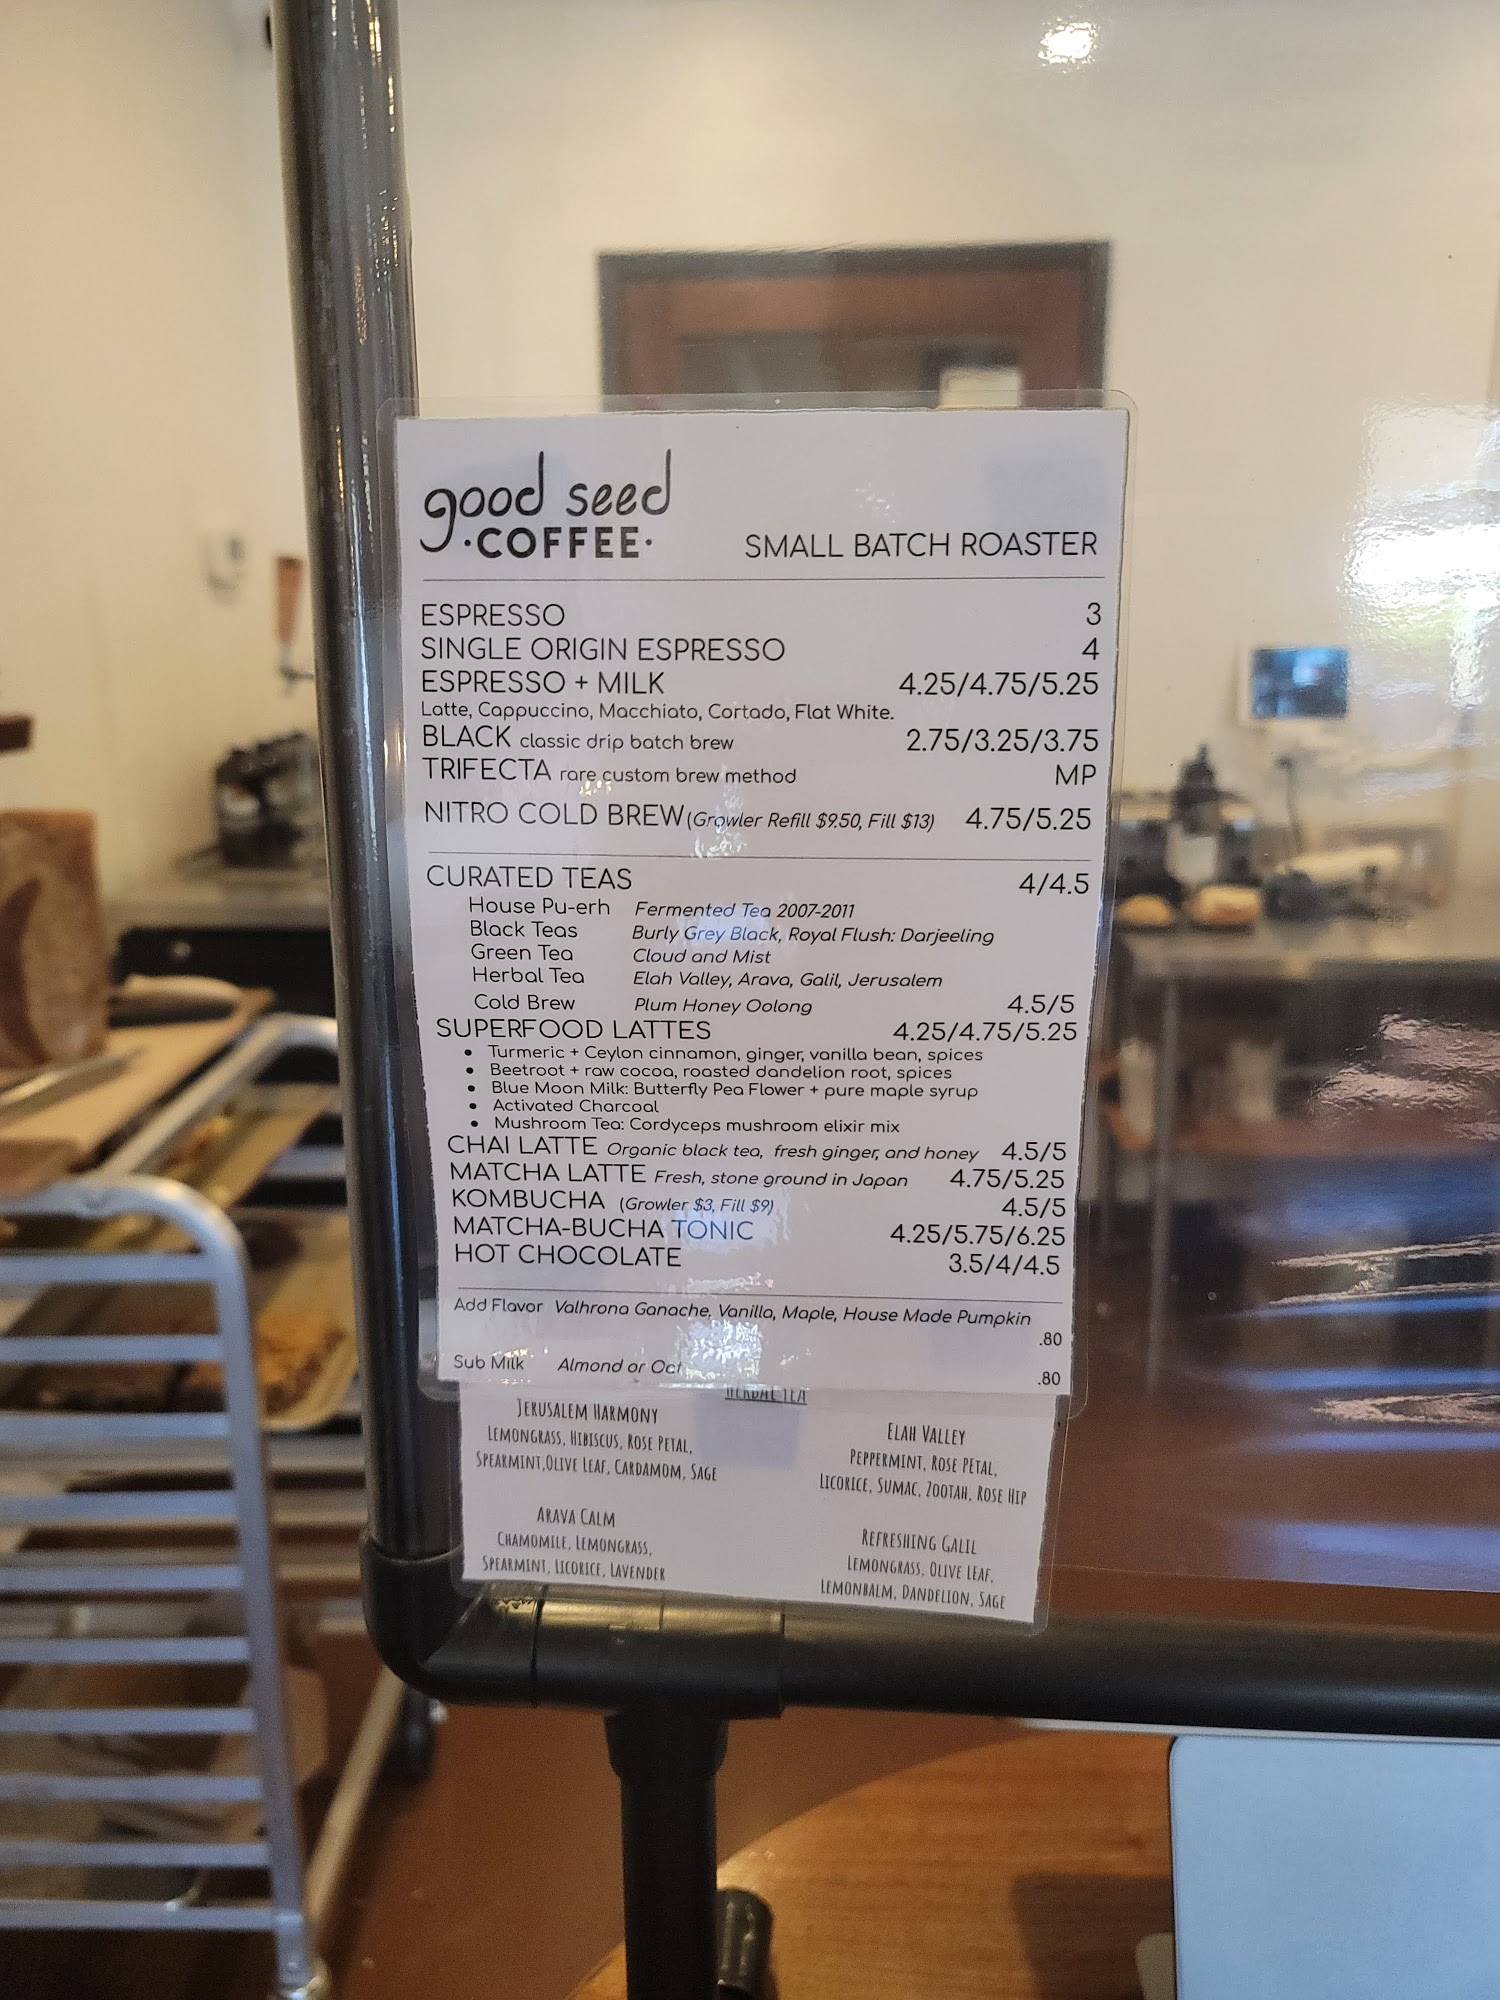 good seed
·COFFEE·
SMALL BATCH ROASTER
ESPRESSO 3
SINGLE ORIGIN ESPRESSO 4
ESPRESSO + MILK 4.25/4.75/5.25
Latte, Cappuccino, Macchiato, Cortado, Flat White.
BLACK classic drip batch brew 2.75/3.25/3.75
TRIFECTA rare custom brew method MP
NITRO COLD BREW (Growler Refill $9.50, Fill $13) 4.75/5.25
CURATED TEAS 4/4.5
House Pu-erh Fermented Tea 2007-2011
Black Teas Burly Grey Black, Royal Flush: Darjeeling
Green Tea Cloud and Mist
Herbal Tea Elah Valley, Arava, Galil, Jerusalem
Cold Brew Plum Honey Oolong 4.5/5
SUPERFOOD LATTES 4.25/4.75/5.25
• Turmeric + Ceylon cinnamon, ginger, vanilla bean, spices
• Beetroot + raw cocoa, roasted dandelion root, spices
• Blue Moon Milk: Butterfly Pea Flower + pure maple syrup
• Activated Charcoal
• Mushroom Tea: Cordyceps mushroom elixir mix
CHAI LATTE Organic black tea, fresh ginger, and honey 4.5/5
MATCHA LATTE Fresh, stone ground in Japan 4.75/5.25
KOMBUCHA (Growler $3, Fill $9) 4.5/5
MATCHA-BUCHA TONIC 4.25/5.75/6.25
HOT CHOCOLATE 3.5/4/4.5
Add Flavor Valhrona Ganache, Vanilla, Maple, House Made Pumpkin
.80
Sub Milk Almond or Oat
.80
HERBAL TEA
JERUSALEM HARMONY
LEMONGRASS, HIBISCUS, ROSE PETAL,
SPEARMINT,OLIVE LEAF, CARDAMOM, SAGE
ELAH VALLEY
PEPPERMINT, ROSE PETAL,
LICORICE, SUMAC, ZOOTAH, ROSE HIP
ARAVA CALM
CHAMOMILE, LEMONGRASS,
SPEARMINT, LICORICE, LAVENDER
REFRESHING GALIL
LEMONGRASS, OLIVE LEAF,
LEMONBALM, DANDELION, SAGE